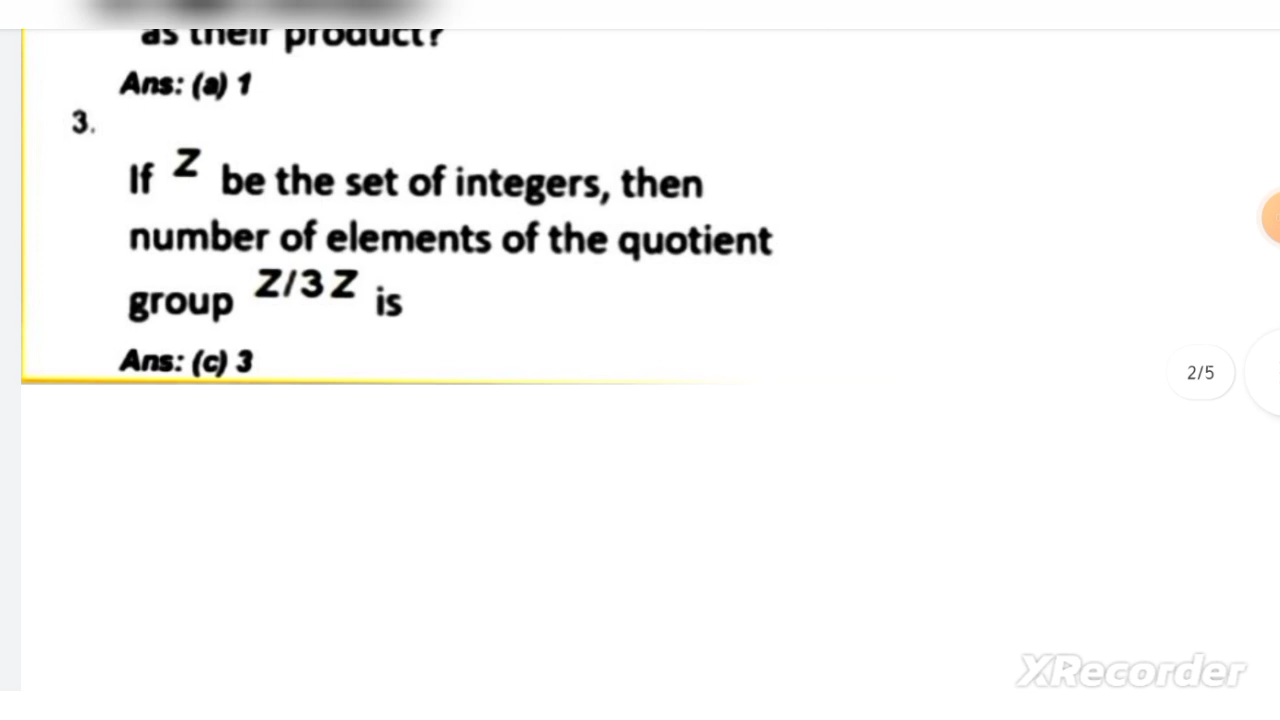 as their product?
Ans: (a) 1
3.
If Z be the set of integers, then
number of elements of the quotient
group Z/3Z is
Ans: (c) 3
2/5
XRecorder